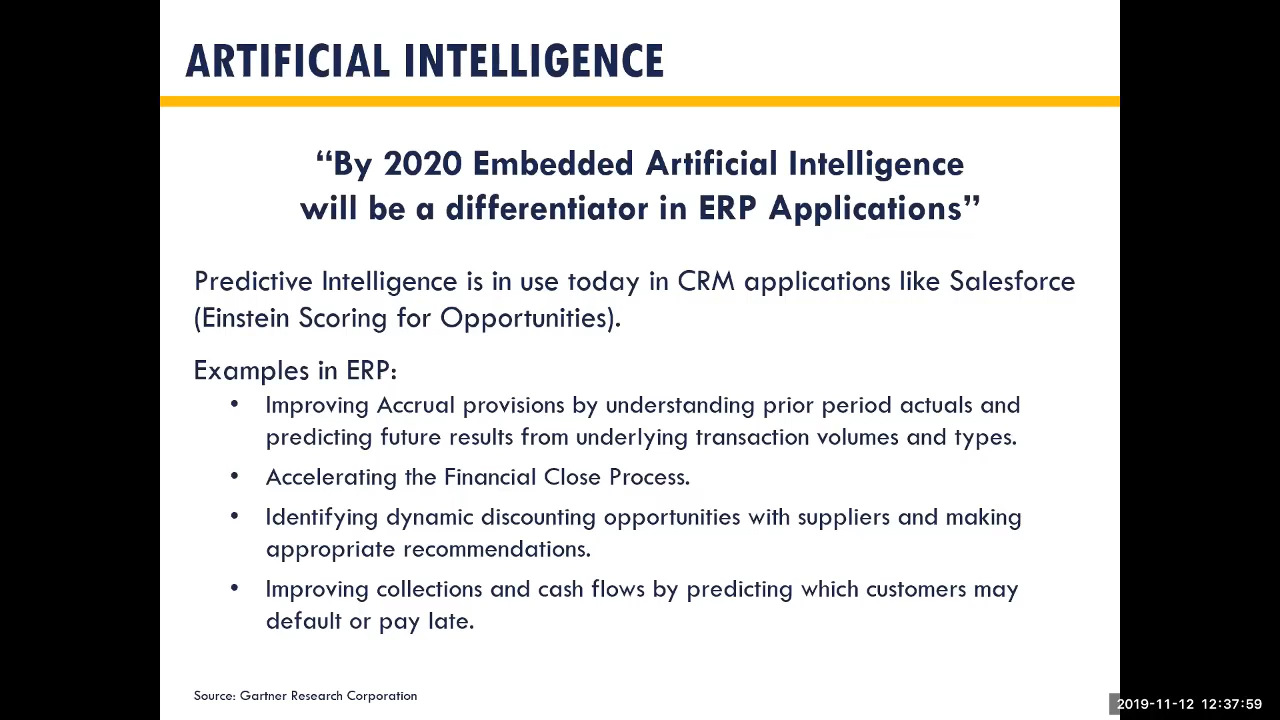 ARTIFICIAL INTELLIGENCE
“By 2020 Embedded Artificial Intelligence
will be a differentiator in ERP Applications”
Predictive Intelligence is in use today in CRM applications like Salesforce
(Einstein Scoring for Opportunities).
Examples in ERP:
• Improving Accrual provisions by understanding prior period actuals and
predicting future results from underlying transaction volumes and types.
• Accelerating the Financial Close Process.
• Identifying dynamic discounting opportunities with suppliers and making
appropriate recommendations.
• Improving collections and cash flows by predicting which customers may
default or pay late.
Source: Gartner Research Corporation
2019-11-12 12:37:59